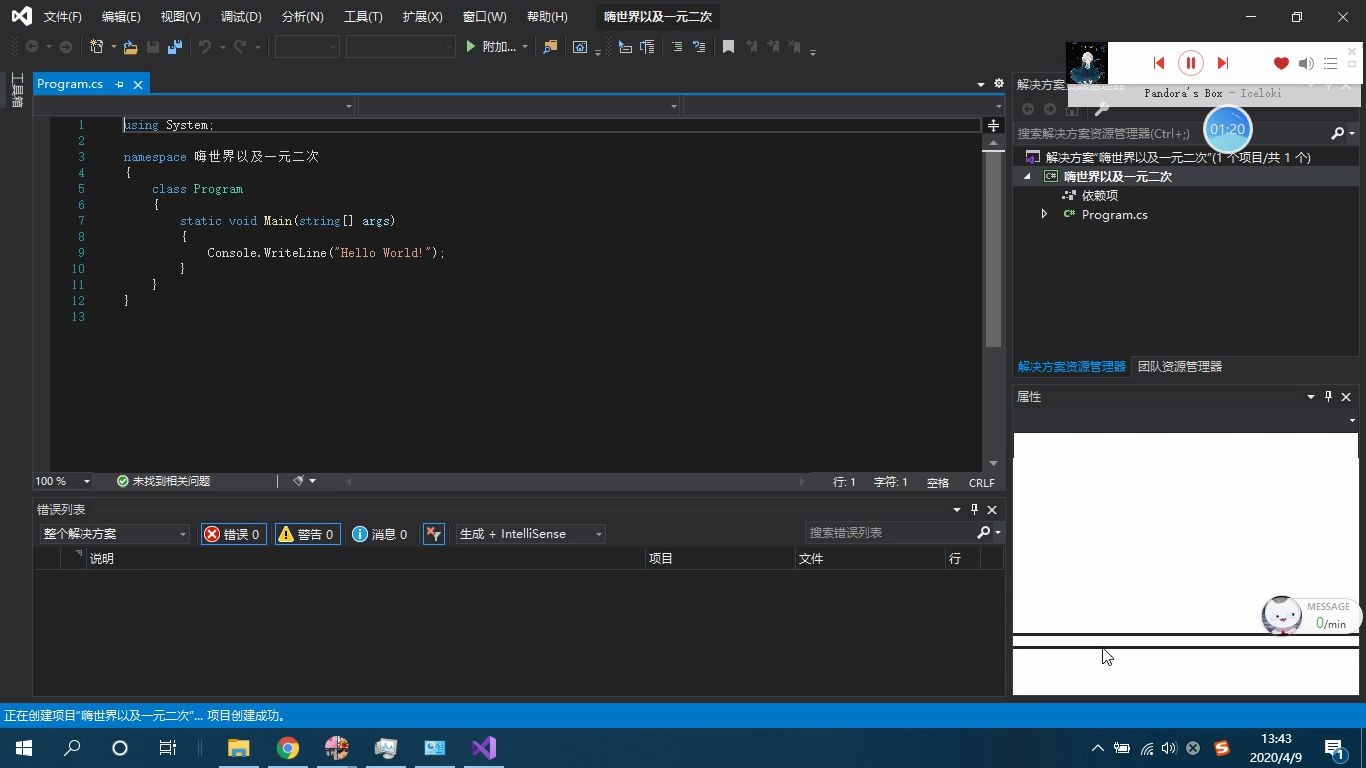 文件(F) 编辑(E) 视图(V) 调试(D) 分析(N) 工具(T) 扩展(X) 窗口(W) 帮助(H) 嗨世界以及一元二次
附加...
工具箱
Program.cs
1 using System;
2
3 namespace 嗨世界以及一元二次
4 {
5 class Program
6 {
7 static void Main(string[] args)
8 {
9 Console.WriteLine("Hello World!");
10 }
11 }
12 }
13
100 % 未找到相关问题 行: 1 字符: 1 空格 CRLF
错误列表
整个解决方案 错误 0 警告 0 消息 0 生成 + IntelliSense 搜索错误列表
说明 项目 文件 行
Pandora's Box - Iceloki
解决方案资源管理器
01:20
搜索解决方案资源管理器(Ctrl+;)
解决方案"嗨世界以及一元二次"(1 个项目/共 1 个)
C# 嗨世界以及一元二次
依赖项
C# Program.cs
解决方案资源管理器 团队资源管理器
属性
MESSAGE
0/min
正在创建项目"嗨世界以及一元二次"... 项目创建成功。
13:43
2020/4/9
1